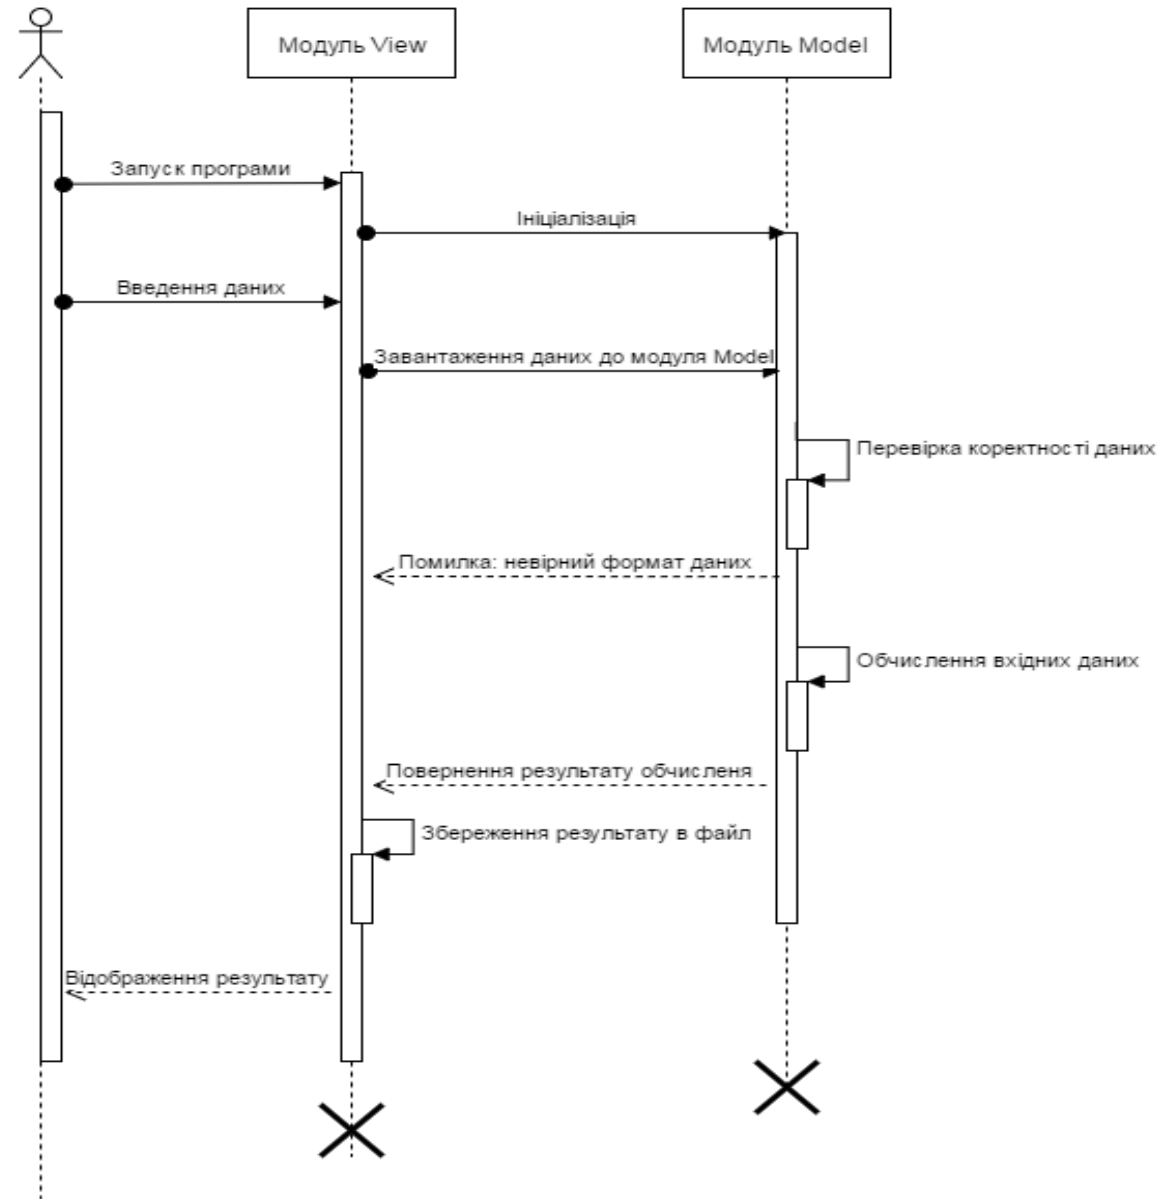 Модуль View
Модуль Model
Запуск програми
Ініціалізація
Введення даних
Завантаження даних до модуля Model
Перевірка коректності даних
Помилка: невірний формат даних
Обчислення вхідних даних
Повернення результату обчисленя
Збереження результату в файл
Відображення результату